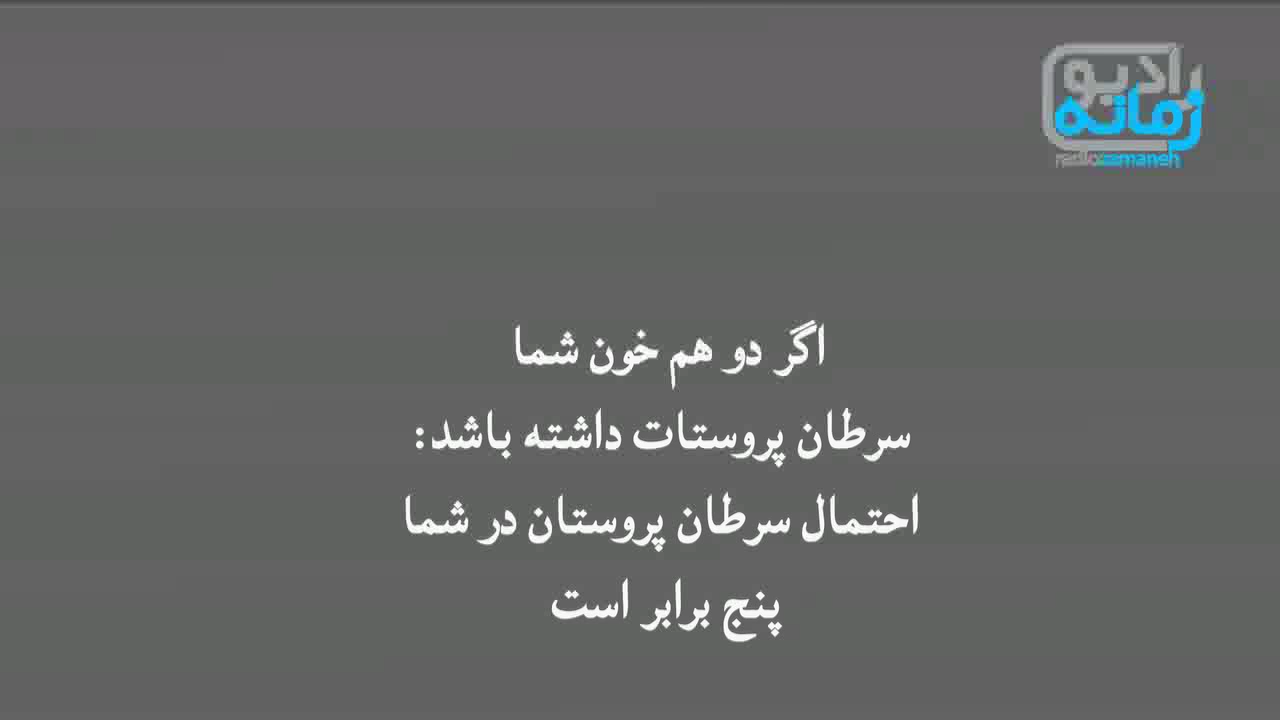 رادیو
زمانه
radiozamaneh
اگر دو هم خون شما
سرطان پروستات داشته باشد:
احتمال سرطان پروستان در شما
پنج برابر است